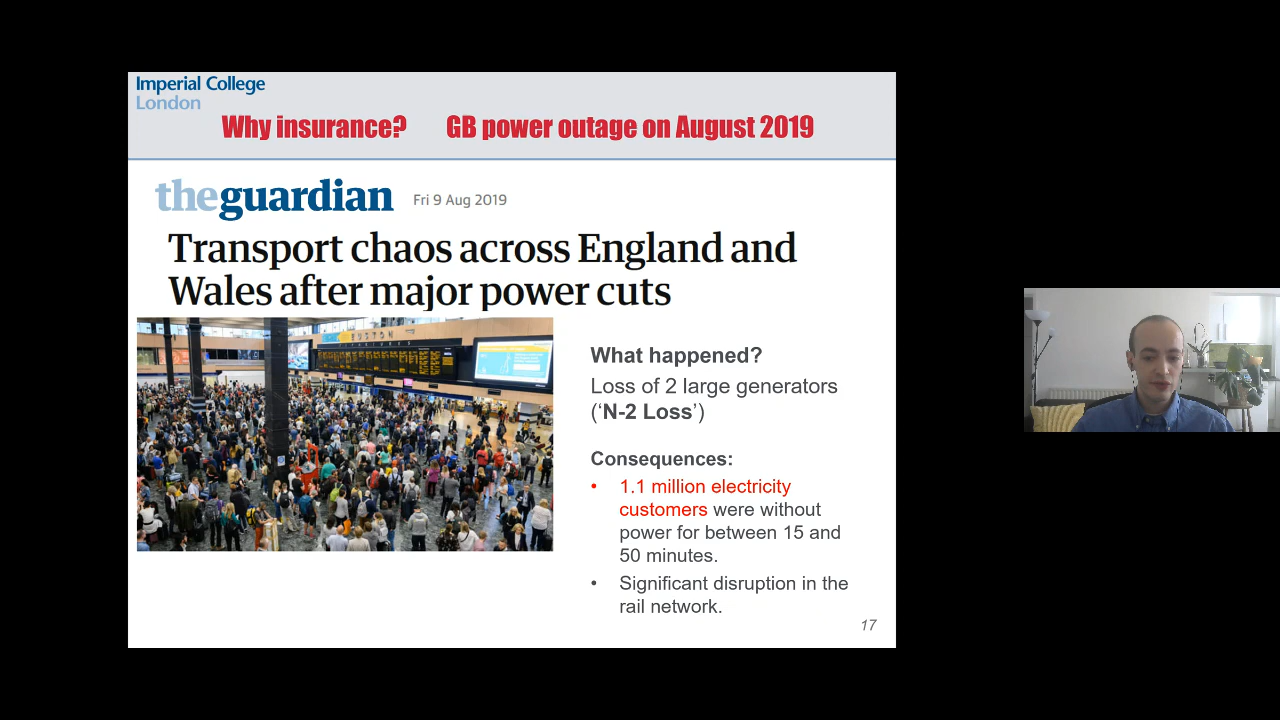 Imperial College
London
Why insurance? GB power outage on August 2019
theguardian Fri 9 Aug 2019
Transport chaos across England and
Wales after major power cuts
EUSTON
What happened?
Loss of 2 large generators
(‘N-2 Loss’)
Consequences:
• 1.1 million electricity
customers were without
power for between 15 and
50 minutes.
• Significant disruption in the
rail network.
17